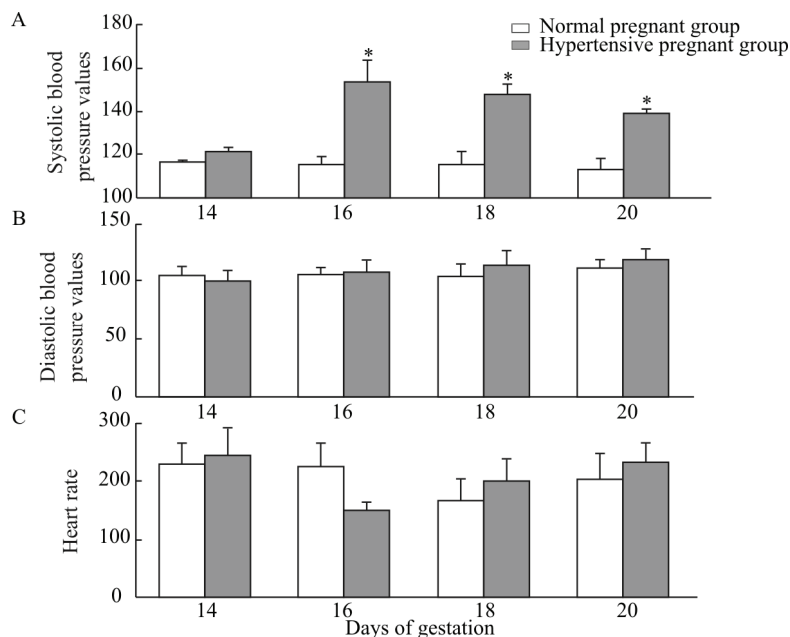 A
Normal pregnant group
Hypertensive pregnant group
Systolic blood
pressure values
180
160
140
120
100
*
*
*
14
16
18
20
B
Diastolic blood
pressure values
150
100
50
0
14
16
18
20
C
Heart rate
300
200
100
0
14
16
18
20
Days of gestation